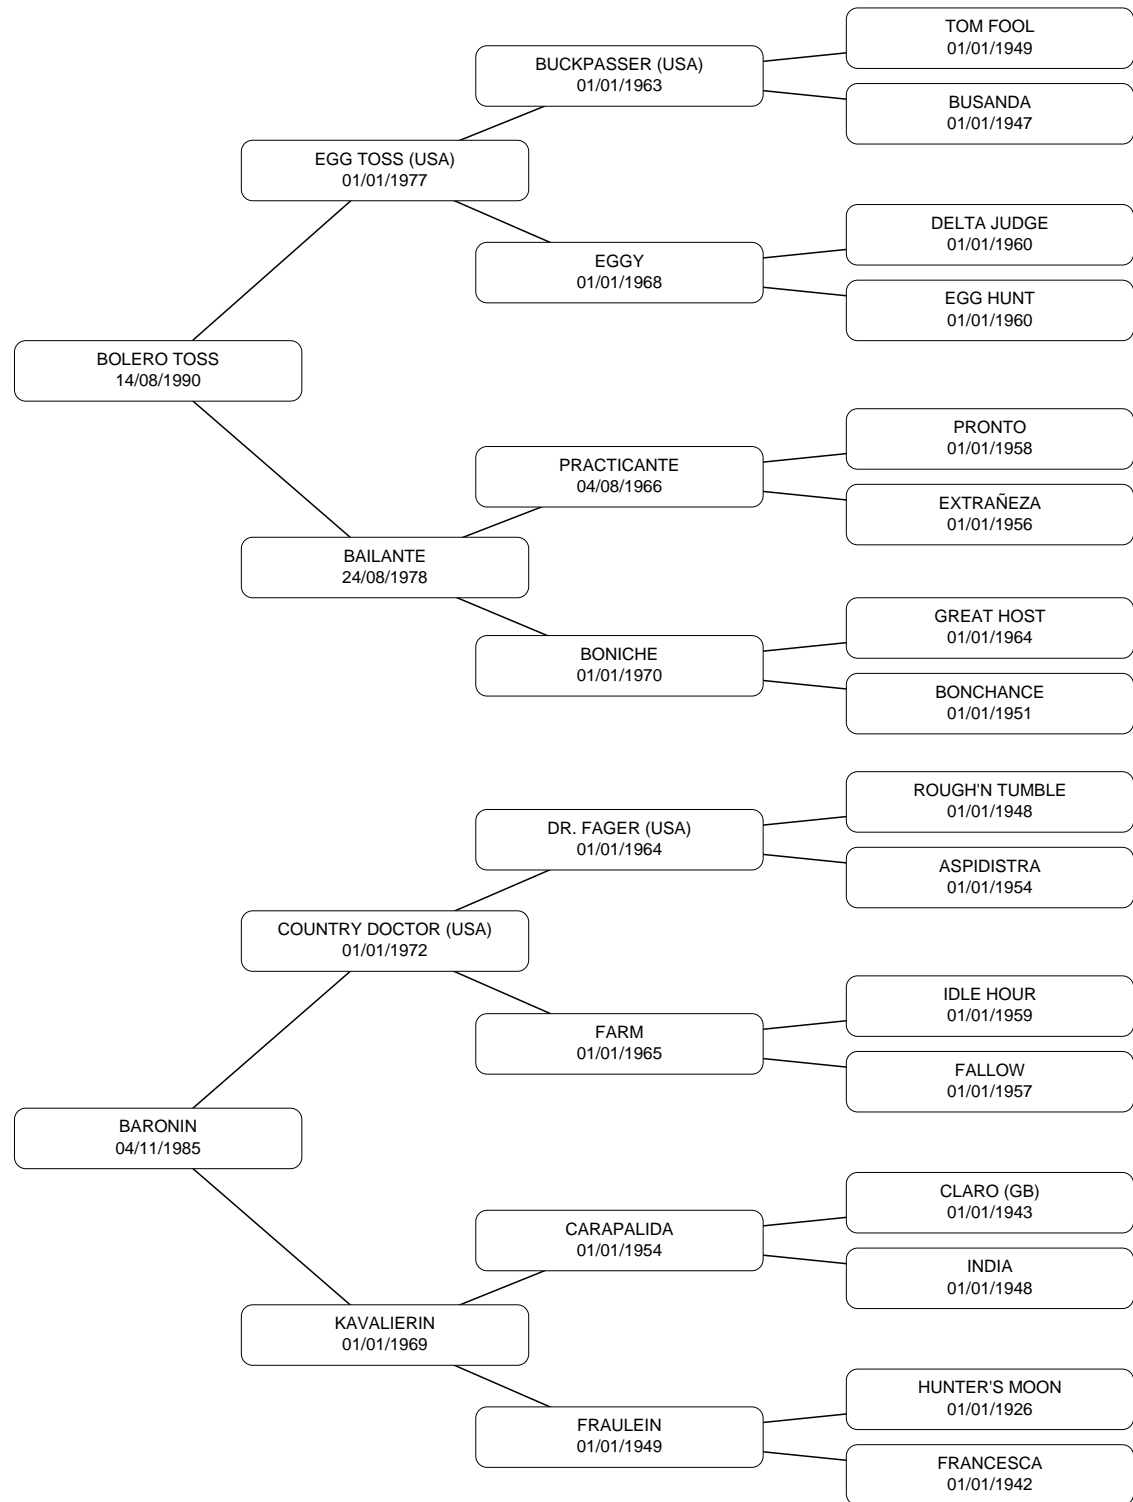 TOM FOOL
01/01/1949
BUCKPASSER (USA)
01/01/1963
BUSANDA
01/01/1947
EGG TOSS (USA)
01/01/1977
DELTA JUDGE
01/01/1960
EGGY
01/01/1968
EGG HUNT
01/01/1960
BOLERO TOSS
14/08/1990
PRONTO
01/01/1958
PRACTICANTE
04/08/1966
EXTRAÑEZA
01/01/1956
BAILANTE
24/08/1978
GREAT HOST
01/01/1964
BONICHE
01/01/1970
BONCHANCE
01/01/1951
ROUGH'N TUMBLE
01/01/1948
DR. FAGER (USA)
01/01/1964
ASPIDISTRA
01/01/1954
COUNTRY DOCTOR (USA)
01/01/1972
IDLE HOUR
01/01/1959
FARM
01/01/1965
FALLOW
01/01/1957
BARONIN
04/11/1985
CLARO (GB)
01/01/1943
CARAPALIDA
01/01/1954
INDIA
01/01/1948
KAVALIERIN
01/01/1969
HUNTER'S MOON
01/01/1926
FRAULEIN
01/01/1949
FRANCESCA
01/01/1942